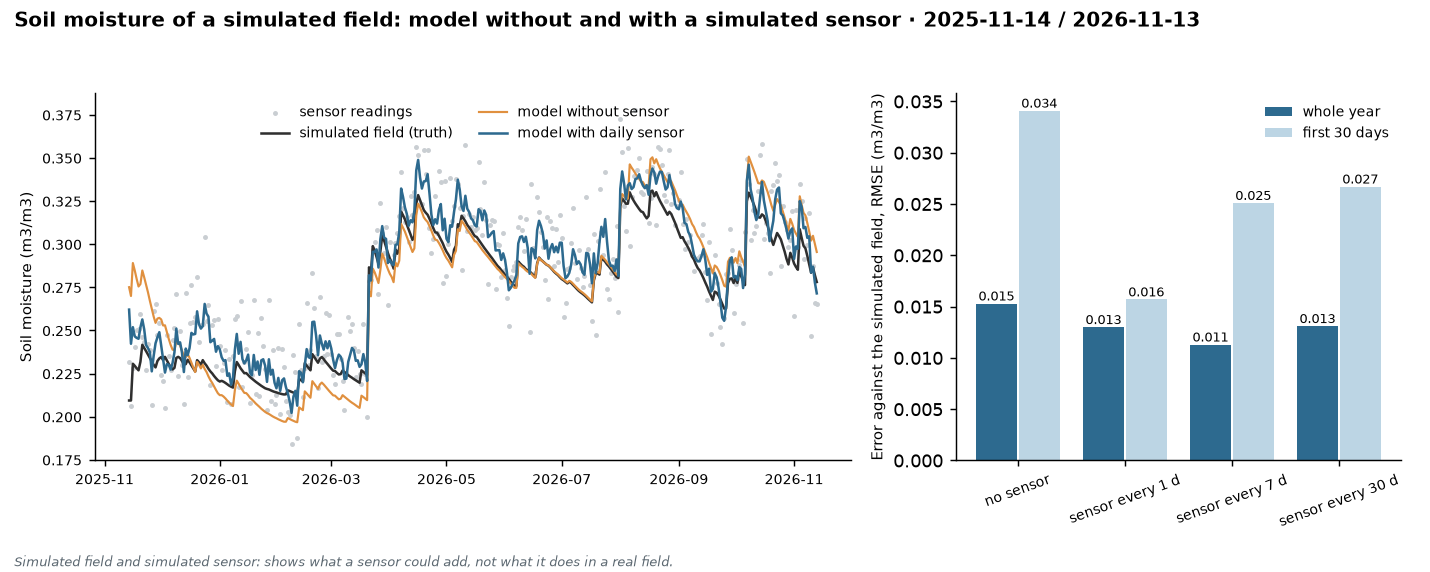 Soil moisture of a simulated field: model without and with a simulated sensor · 2025-11-14 / 2026-11-13
Soil moisture (m3/m3)
0.375
0.350
0.325
0.300
0.275
0.250
0.225
0.200
0.175
2025-11
2026-01
2026-03
2026-05
2026-07
2026-09
2026-11
sensor readings
simulated field (truth)
model without sensor
model with daily sensor
Error against the simulated field, RMSE (m3/m3)
0.035
0.030
0.025
0.020
0.015
0.010
0.005
0.000
whole year
first 30 days
0.015
0.034
0.013
0.016
0.011
0.025
0.013
0.027
no sensor
sensor every 1 d
sensor every 7 d
sensor every 30 d
Simulated field and simulated sensor: shows what a sensor could add, not what it does in a real field.